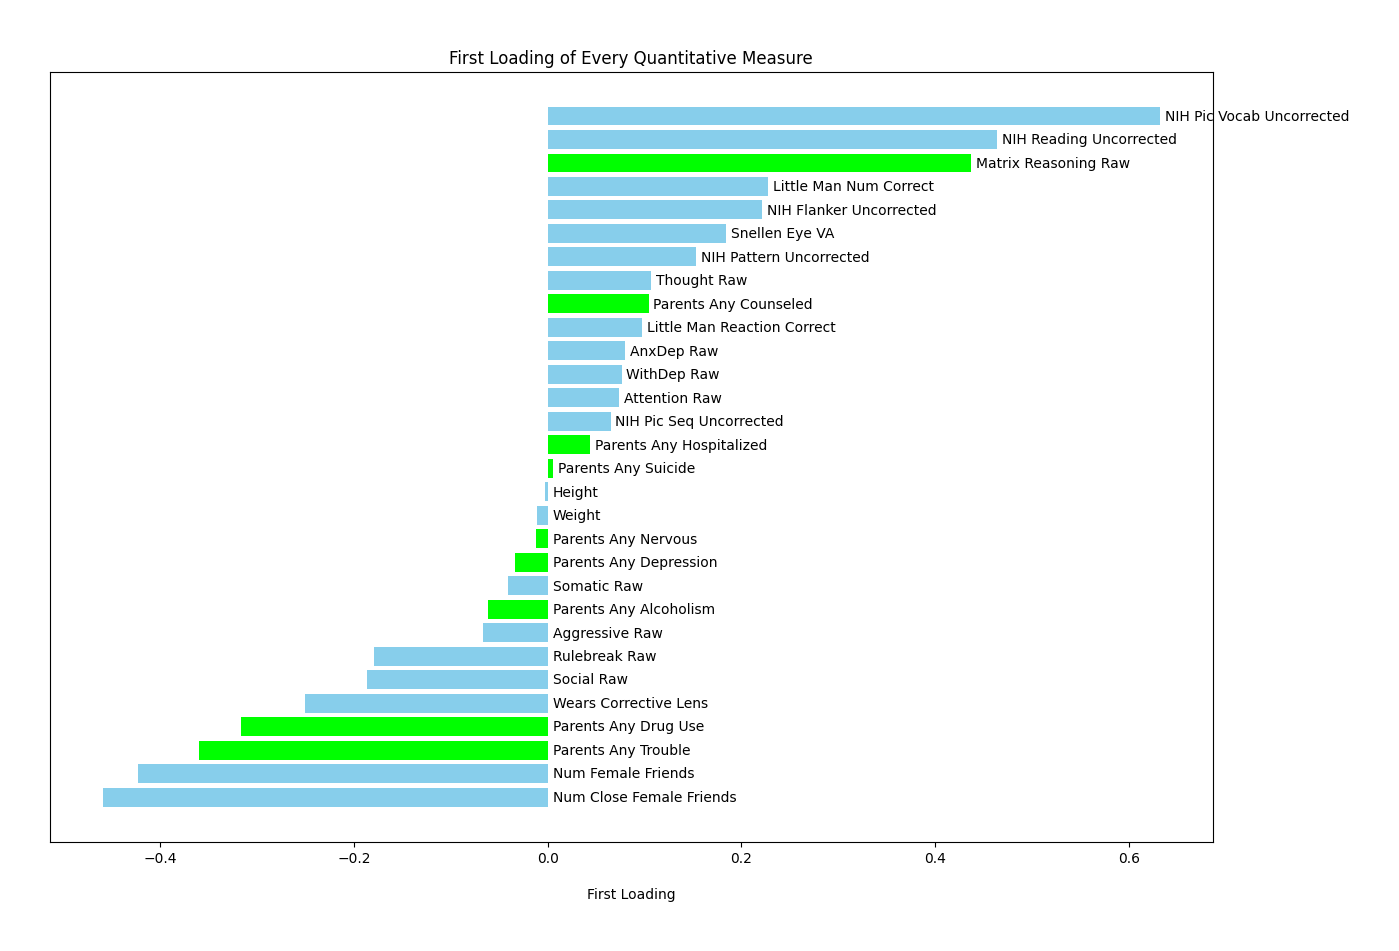 First Loading of Every Quantitative Measure
NIH Pic Vocab Uncorrected
NIH Reading Uncorrected
Matrix Reasoning Raw
Little Man Num Correct
NIH Flanker Uncorrected
Snellen Eye VA
NIH Pattern Uncorrected
Thought Raw
Parents Any Counseled
Little Man Reaction Correct
AnxDep Raw
WithDep Raw
Attention Raw
NIH Pic Seq Uncorrected
Parents Any Hospitalized
Parents Any Suicide
Height
Weight
Parents Any Nervous
Parents Any Depression
Somatic Raw
Parents Any Alcoholism
Aggressive Raw
Rulebreak Raw
Social Raw
Wears Corrective Lens
Parents Any Drug Use
Parents Any Trouble
Num Female Friends
Num Close Female Friends
−0.4 −0.2 0.0 0.2 0.4 0.6
First Loading